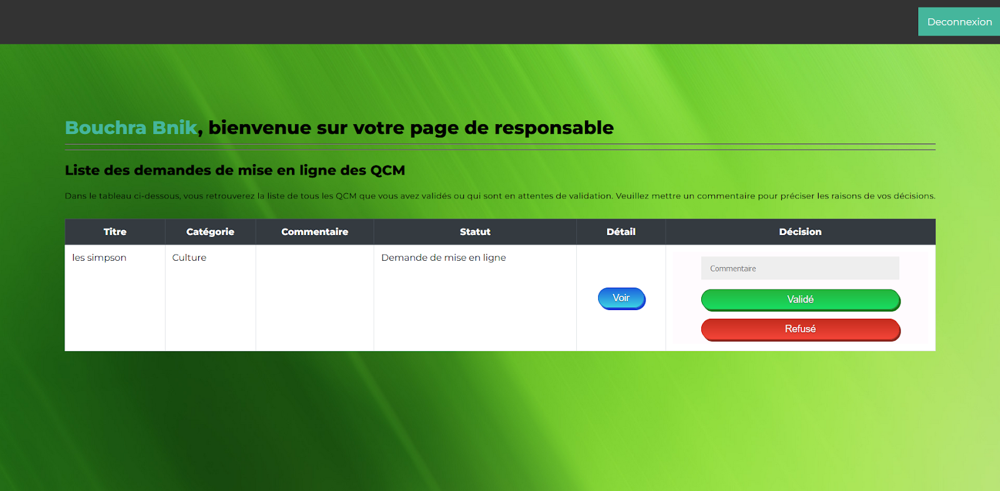 Deconnexion
Bouchra Bnik, bienvenue sur votre page de responsable
Liste des demandes de mise en ligne des QCM
Dans le tableau ci-dessous, vous retrouverez la liste de tous les QCM que vous avez validés ou qui sont en attentes de validation. Veuillez mettre un commentaire pour préciser les raisons de vos décisions.
Titre Catégorie Commentaire Statut Détail Décision
les simpson Culture Demande de mise en ligne
Commentaire
Voir Validé
Refusé